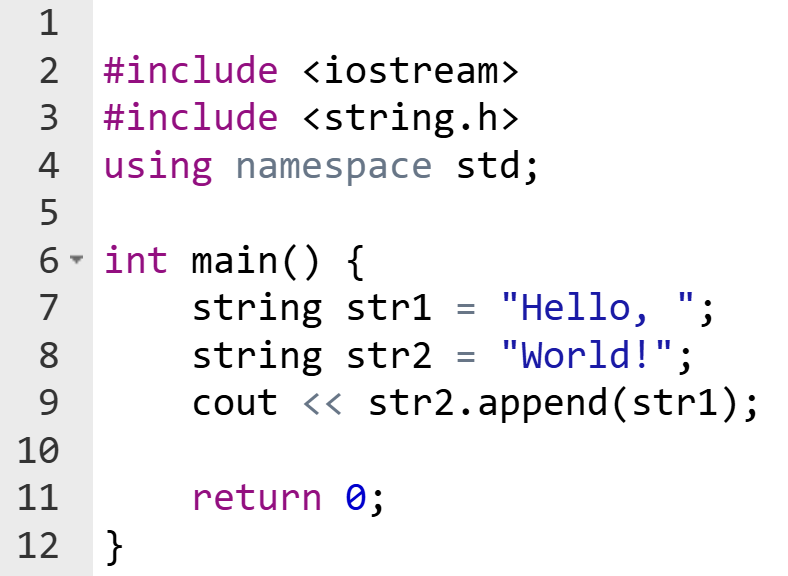 1
2 #include <iostream>
3 #include <string.h>
4 using namespace std;
5
6 int main() {
7     string str1 = "Hello, ";
8     string str2 = "World!";
9     cout << str2.append(str1);
10
11     return 0;
12 }